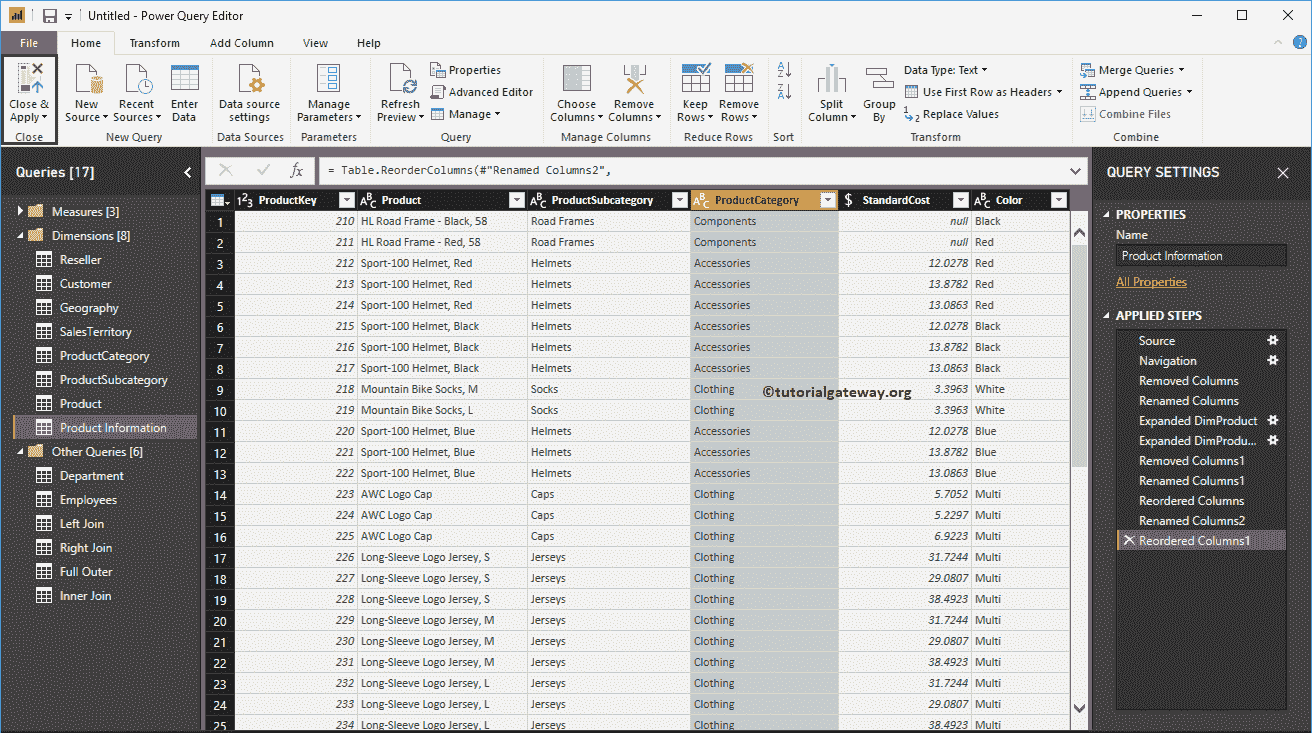 Untitled - Power Query Editor
File Home Transform Add Column View Help
Close & Apply
New Source
Recent Sources
Enter Data
Data source settings
Manage Parameters
Refresh Preview
Properties
Advanced Editor
Manage
Choose Columns
Remove Columns
Keep Rows
Remove Rows
Split Column
Group By
Data Type: Text
Use First Row as Headers
Replace Values
Merge Queries
Append Queries
Combine Files
Close New Query Data Sources Parameters Query Manage Columns Reduce Rows Sort Transform Combine
Queries [17]
Measures [3]
Dimensions [8]
Reseller
Customer
Geography
SalesTerritory
ProductCategory
ProductSubcategory
Product
Product Information
Other Queries [6]
Department
Employees
Left Join
Right Join
Full Outer
Inner Join
fx = Table.ReorderColumns(#"Renamed Columns2",
123 ProductKey ABC Product ABC ProductSubcategory ABC ProductCategory $ StandardCost ABC Color
1 210 HL Road Frame - Black, 58 Road Frames Components null Black
2 211 HL Road Frame - Red, 58 Road Frames Components null Red
3 212 Sport-100 Helmet, Red Helmets Accessories 12.0278 Red
4 213 Sport-100 Helmet, Red Helmets Accessories 13.8782 Red
5 214 Sport-100 Helmet, Red Helmets Accessories 13.0863 Red
6 215 Sport-100 Helmet, Black Helmets Accessories 12.0278 Black
7 216 Sport-100 Helmet, Black Helmets Accessories 13.8782 Black
8 217 Sport-100 Helmet, Black Helmets Accessories 13.0863 Black
9 218 Mountain Bike Socks, M Socks Clothing 3.3963 White
©tutorialgateway.org
10 219 Mountain Bike Socks, L Socks Clothing 3.3963 White
11 220 Sport-100 Helmet, Blue Helmets Accessories 12.0278 Blue
12 221 Sport-100 Helmet, Blue Helmets Accessories 13.8782 Blue
13 222 Sport-100 Helmet, Blue Helmets Accessories 13.0863 Blue
14 223 AWC Logo Cap Caps Clothing 5.7052 Multi
15 224 AWC Logo Cap Caps Clothing 5.2297 Multi
16 225 AWC Logo Cap Caps Clothing 6.9223 Multi
17 226 Long-Sleeve Logo Jersey, S Jerseys Clothing 31.7244 Multi
18 227 Long-Sleeve Logo Jersey, S Jerseys Clothing 29.0807 Multi
19 228 Long-Sleeve Logo Jersey, S Jerseys Clothing 38.4923 Multi
20 229 Long-Sleeve Logo Jersey, M Jerseys Clothing 31.7244 Multi
21 230 Long-Sleeve Logo Jersey, M Jerseys Clothing 29.0807 Multi
22 231 Long-Sleeve Logo Jersey, M Jerseys Clothing 38.4923 Multi
23 232 Long-Sleeve Logo Jersey, L Jerseys Clothing 31.7244 Multi
24 233 Long-Sleeve Logo Jersey, L Jerseys Clothing 29.0807 Multi
25 234 Long-Sleeve Logo Jersey, L Jerseys Clothing 38.4923 Multi
QUERY SETTINGS
PROPERTIES
Name
Product Information
All Properties
APPLIED STEPS
Source
Navigation
Removed Columns
Renamed Columns
Expanded DimProduct
Expanded DimProdu...
Removed Columns1
Renamed Columns1
Reordered Columns
Renamed Columns2
Reordered Columns1